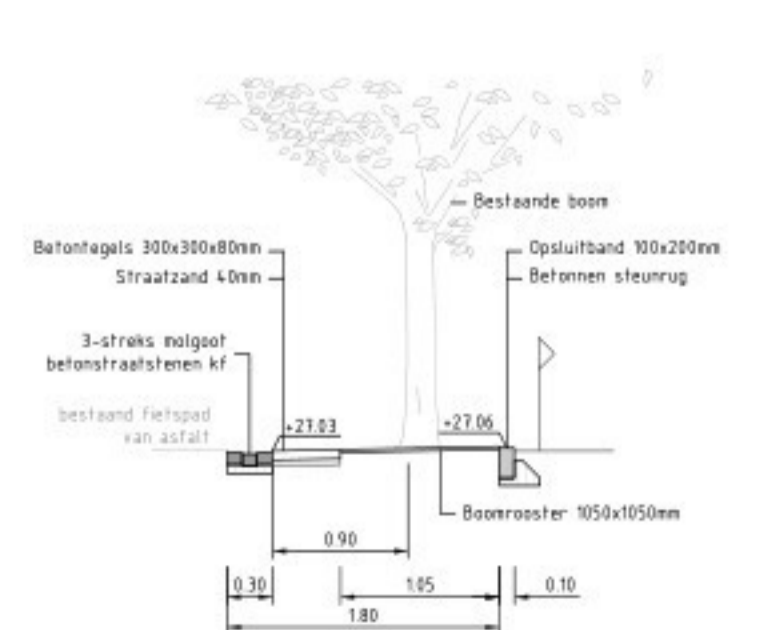 Bestaande boom
Betontegels 300x300x80mm
Opsluitband 100x200mm
Straatzand 40mm
Betonnen steunrug
3-streks molgoot
betonstraatstenen kf
bestaand fietspad
van asfalt
+27.03
+27.06
Boomrooster 1050x1050mm
0.90
0.30
1.05
0.10
1.80